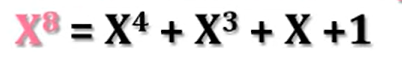 X⁸ = X⁴ + X³ + X +1